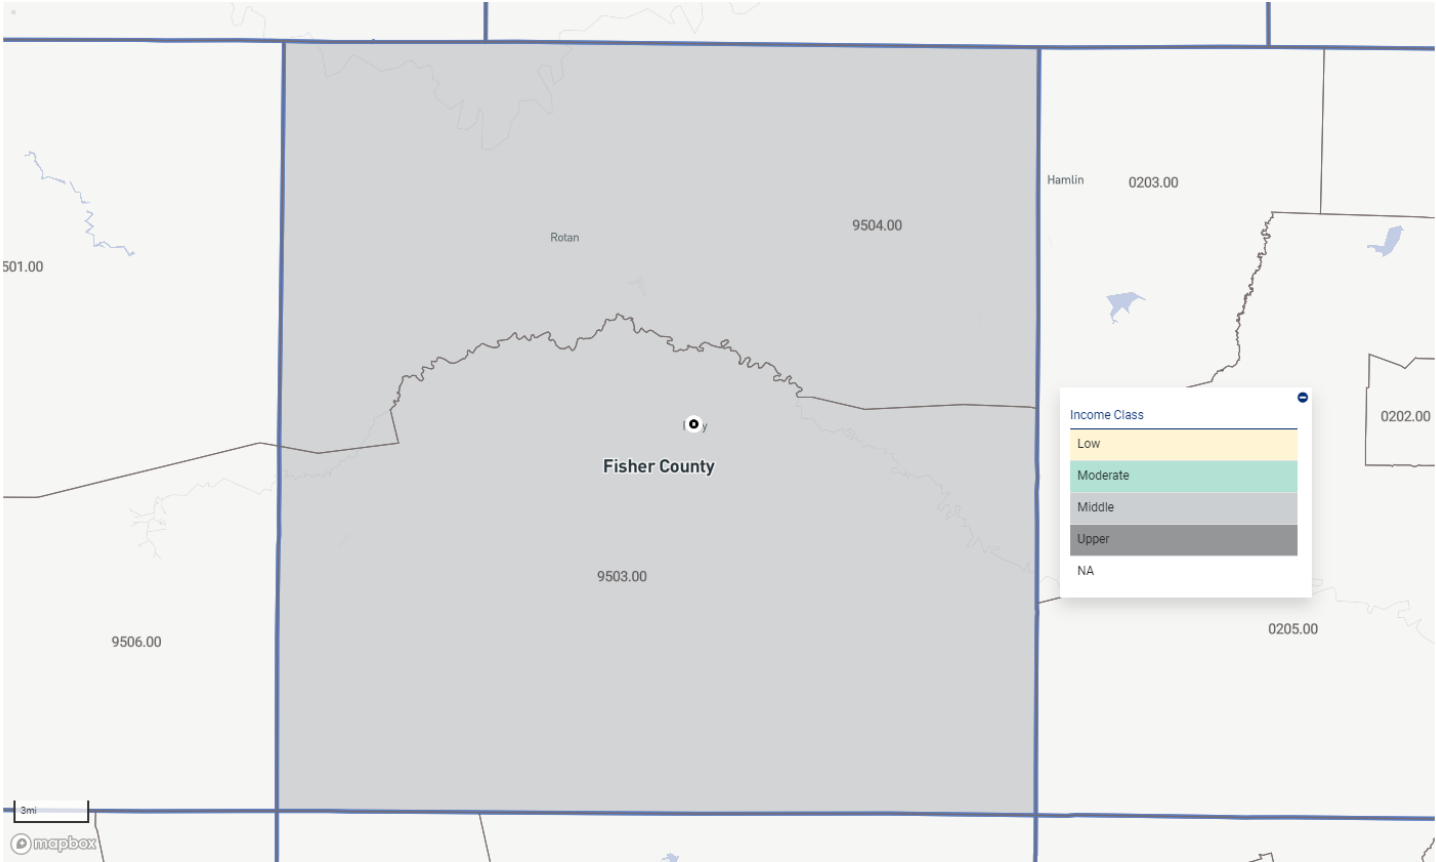 Hamlin
0203.00
9504.00
Rotan
501.00
Income Class
Low
Moderate
Middle
Upper
NA
0202.00
Fisher County
9503.00
9506.00
0205.00
3mi
mapbox